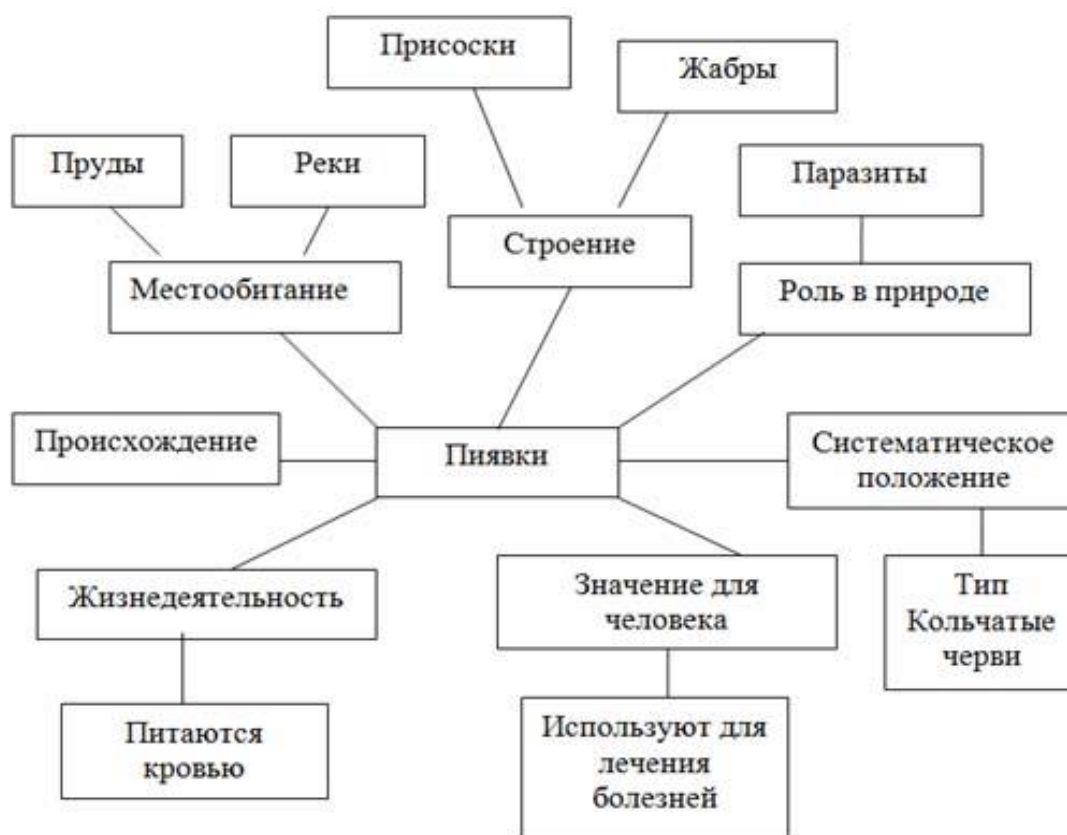 Присоски
Жабры
Пруды
Реки
Паразиты
Строение
Местообитание
Роль в природе
Происхождение
Пиявки
Систематическое
положение
Жизнедеятельность
Значение для
человека
Тип
Кольчатые
черви
Питаются
кровью
Используют для
лечения
болезней